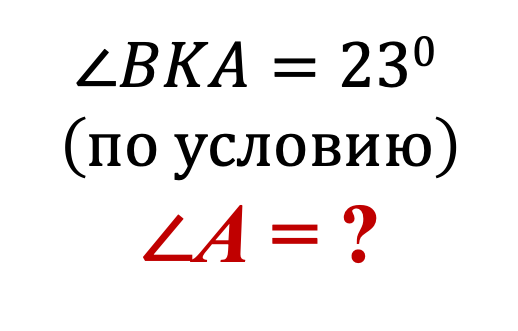 ∠BKA = 23⁰
(по условию)
∠A = ?